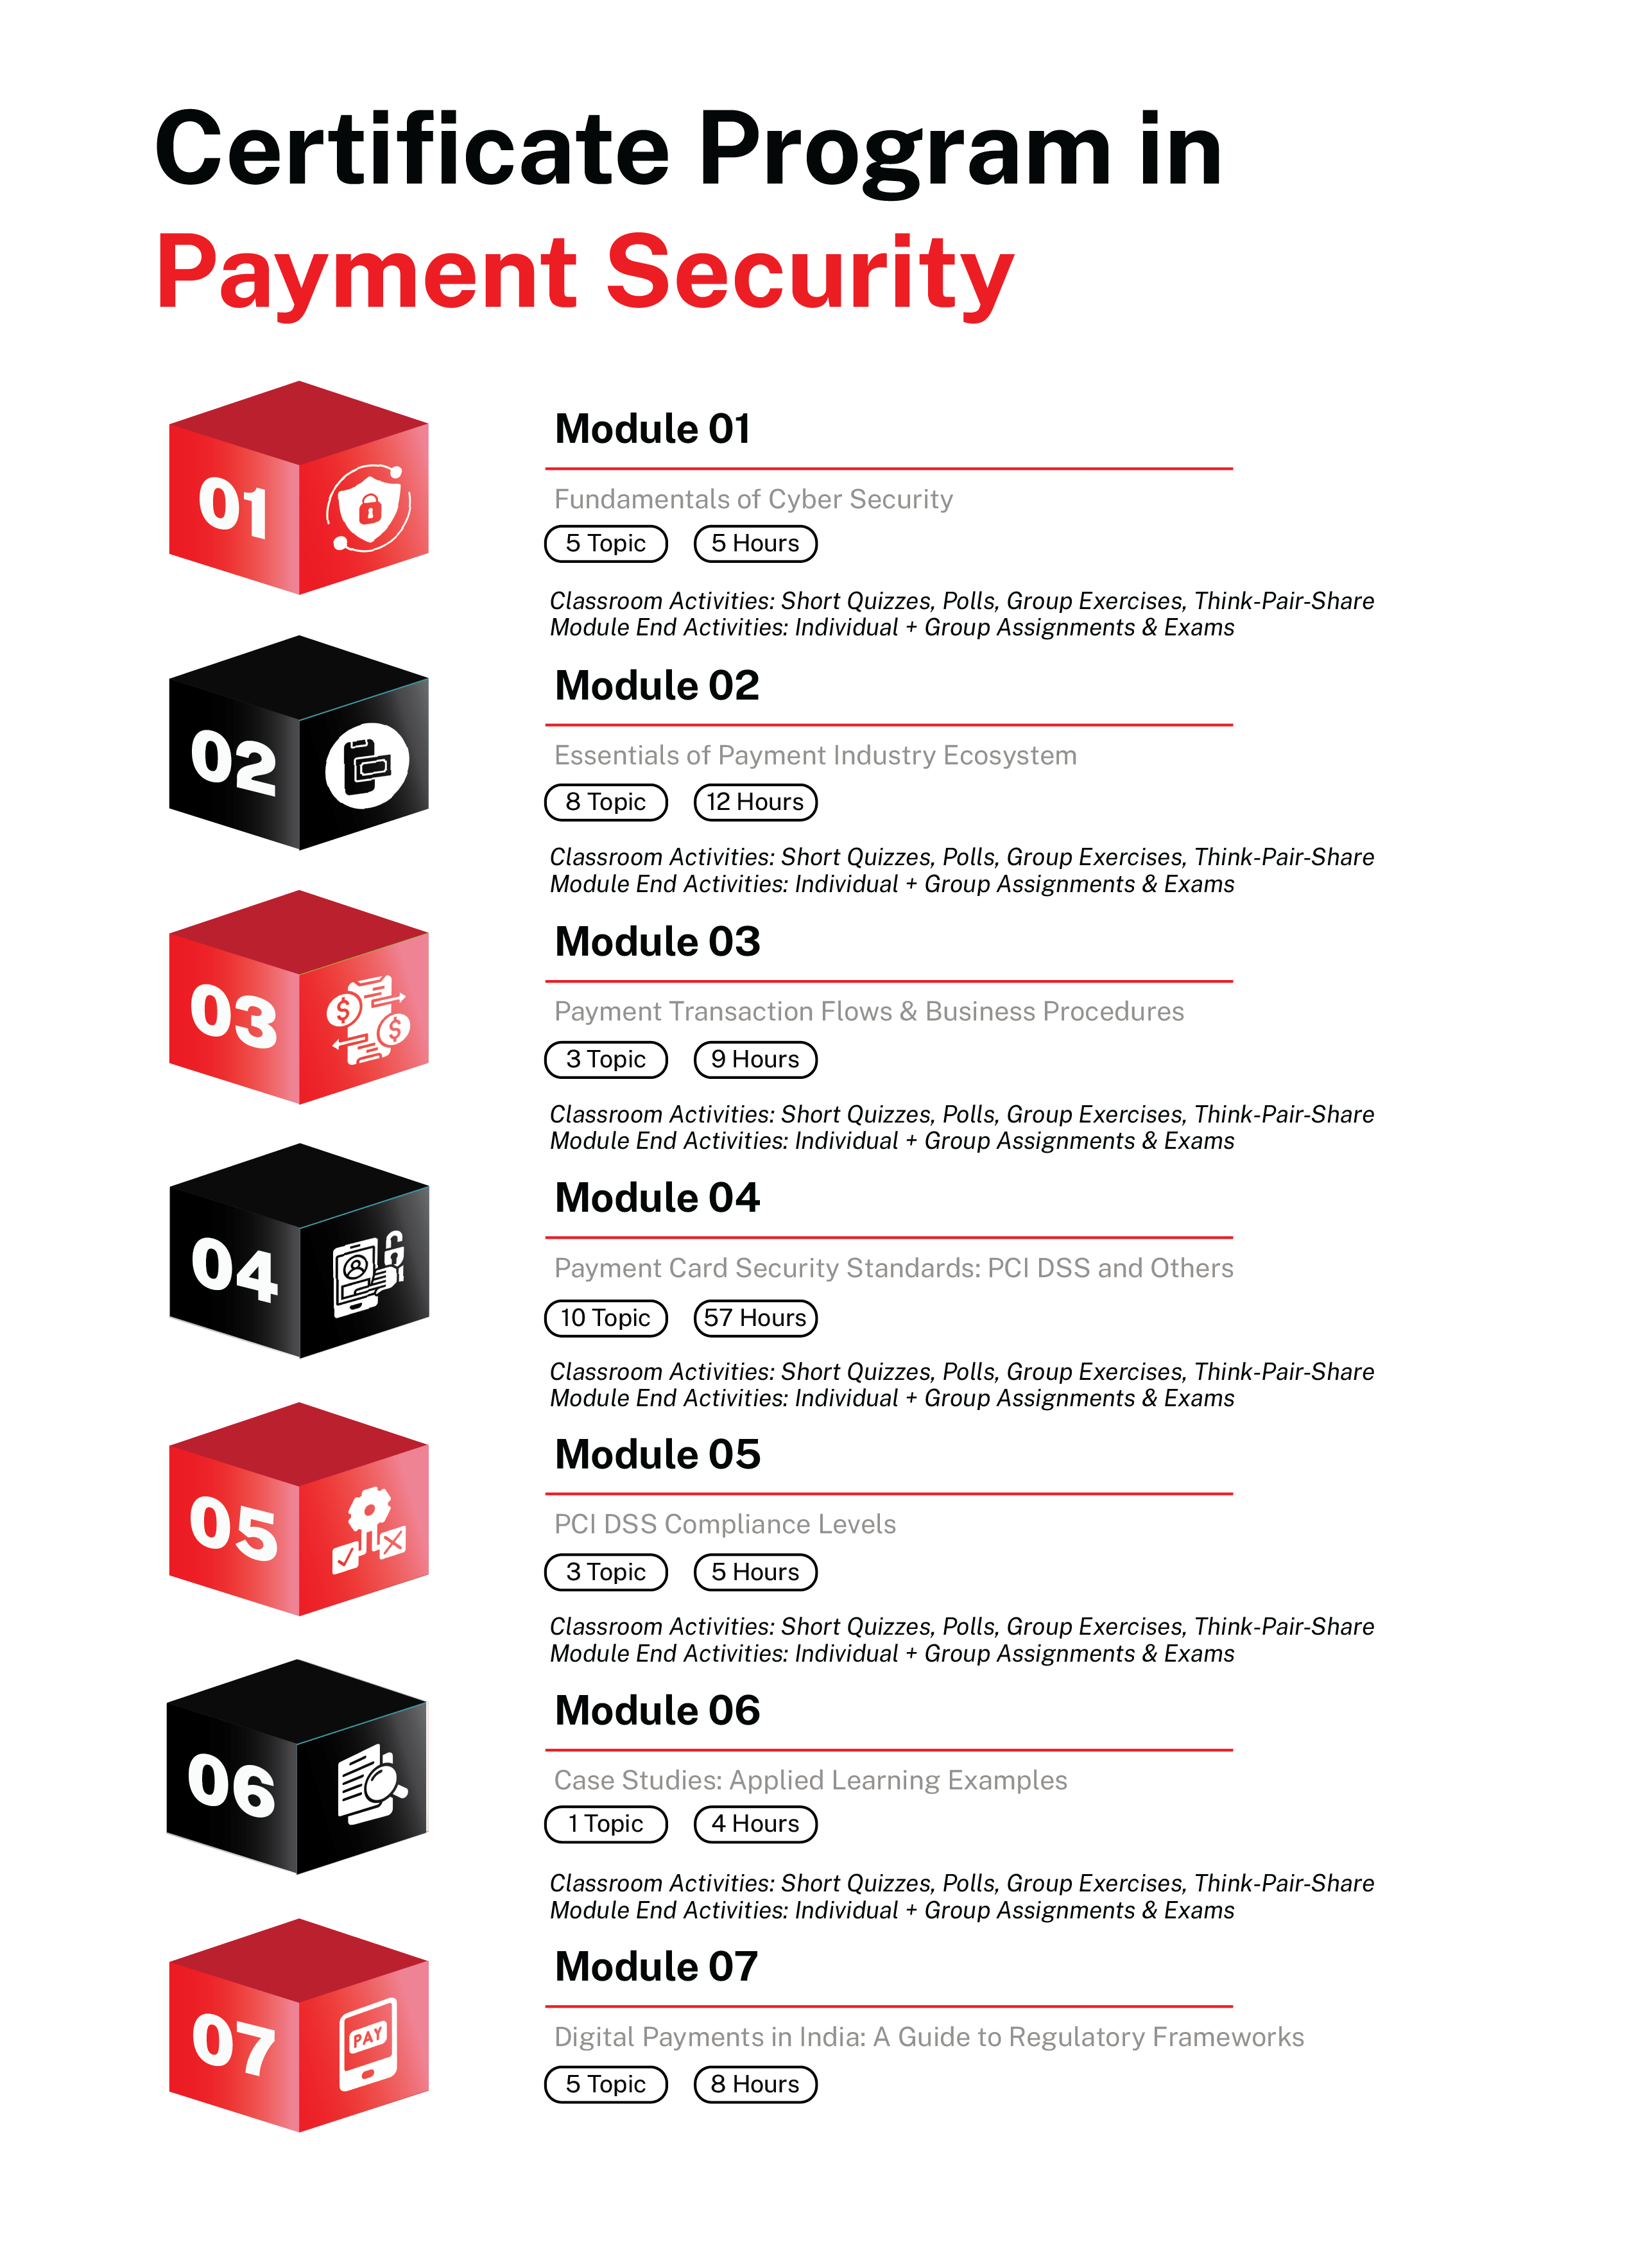 Certificate Program in
Payment Security
01
Module 01
Fundamentals of Cyber Security
5 Topic 5 Hours
Classroom Activities: Short Quizzes, Polls, Group Exercises, Think-Pair-Share
Module End Activities: Individual + Group Assignments & Exams
02
Module 02
Essentials of Payment Industry Ecosystem
8 Topic 12 Hours
Classroom Activities: Short Quizzes, Polls, Group Exercises, Think-Pair-Share
Module End Activities: Individual + Group Assignments & Exams
03
$
$
Module 03
Payment Transaction Flows & Business Procedures
3 Topic 9 Hours
Classroom Activities: Short Quizzes, Polls, Group Exercises, Think-Pair-Share
Module End Activities: Individual + Group Assignments & Exams
04
Module 04
Payment Card Security Standards: PCI DSS and Others
10 Topic 57 Hours
Classroom Activities: Short Quizzes, Polls, Group Exercises, Think-Pair-Share
Module End Activities: Individual + Group Assignments & Exams
05
Module 05
PCI DSS Compliance Levels
3 Topic 5 Hours
Classroom Activities: Short Quizzes, Polls, Group Exercises, Think-Pair-Share
Module End Activities: Individual + Group Assignments & Exams
06
Module 06
Case Studies: Applied Learning Examples
1 Topic 4 Hours
Classroom Activities: Short Quizzes, Polls, Group Exercises, Think-Pair-Share
Module End Activities: Individual + Group Assignments & Exams
07
PAY
Module 07
Digital Payments in India: A Guide to Regulatory Frameworks
5 Topic 8 Hours